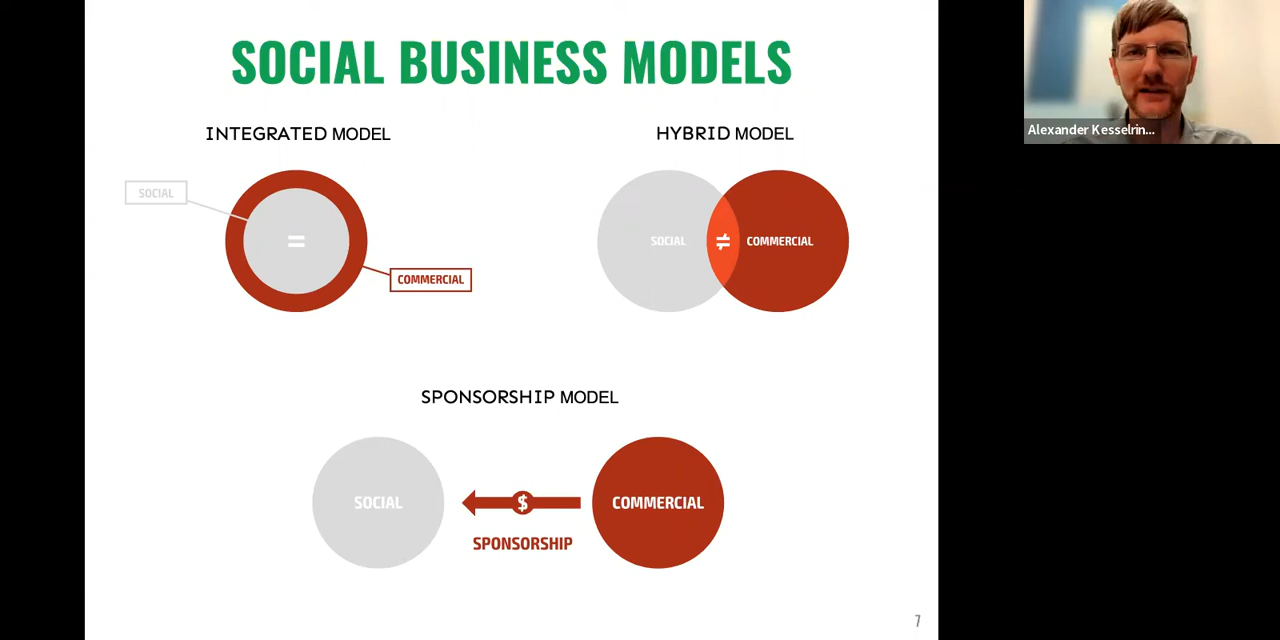 SOCIAL BUSINESS MODELS
INTEGRATED MODEL
SOCIAL
=
COMMERCIAL
HYBRID MODEL
SOCIAL
≠
COMMERCIAL
SPONSORSHIP MODEL
SOCIAL
$
SPONSORSHIP
COMMERCIAL
7
Alexander Kesselrin...